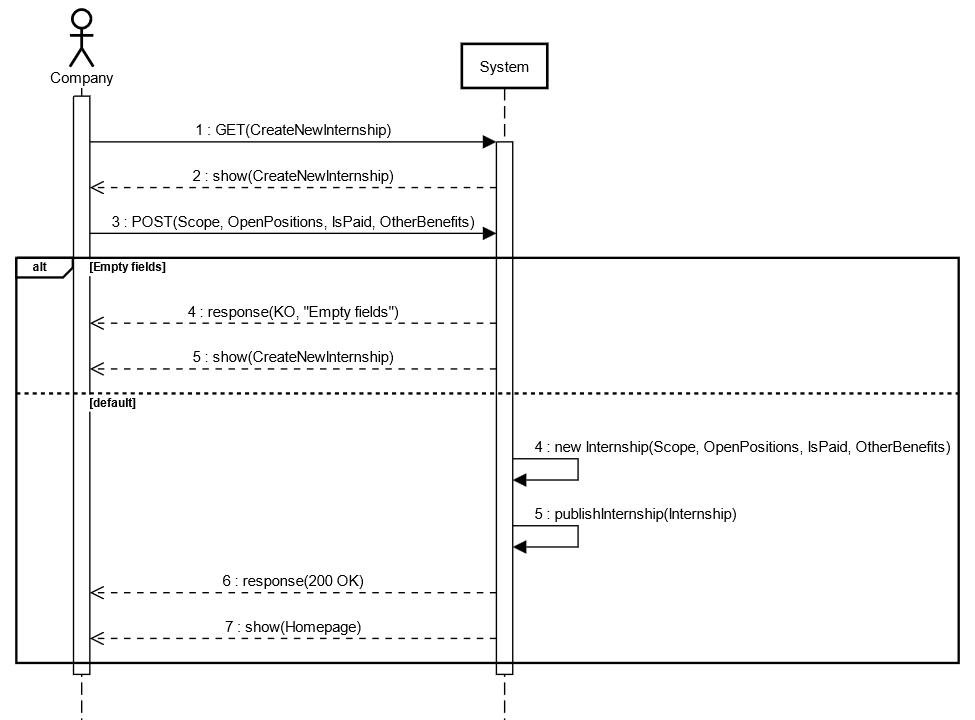 Company
System
1 : GET(CreateNewInternship)
2 : show(CreateNewInternship)
3 : POST(Scope, OpenPositions, IsPaid, OtherBenefits)
alt
[Empty fields]
4 : response(KO, "Empty fields")
5 : show(CreateNewInternship)
[default]
4 : new Internship(Scope, OpenPositions, IsPaid, OtherBenefits)
5 : publishInternship(Internship)
6 : response(200 OK)
7 : show(Homepage)